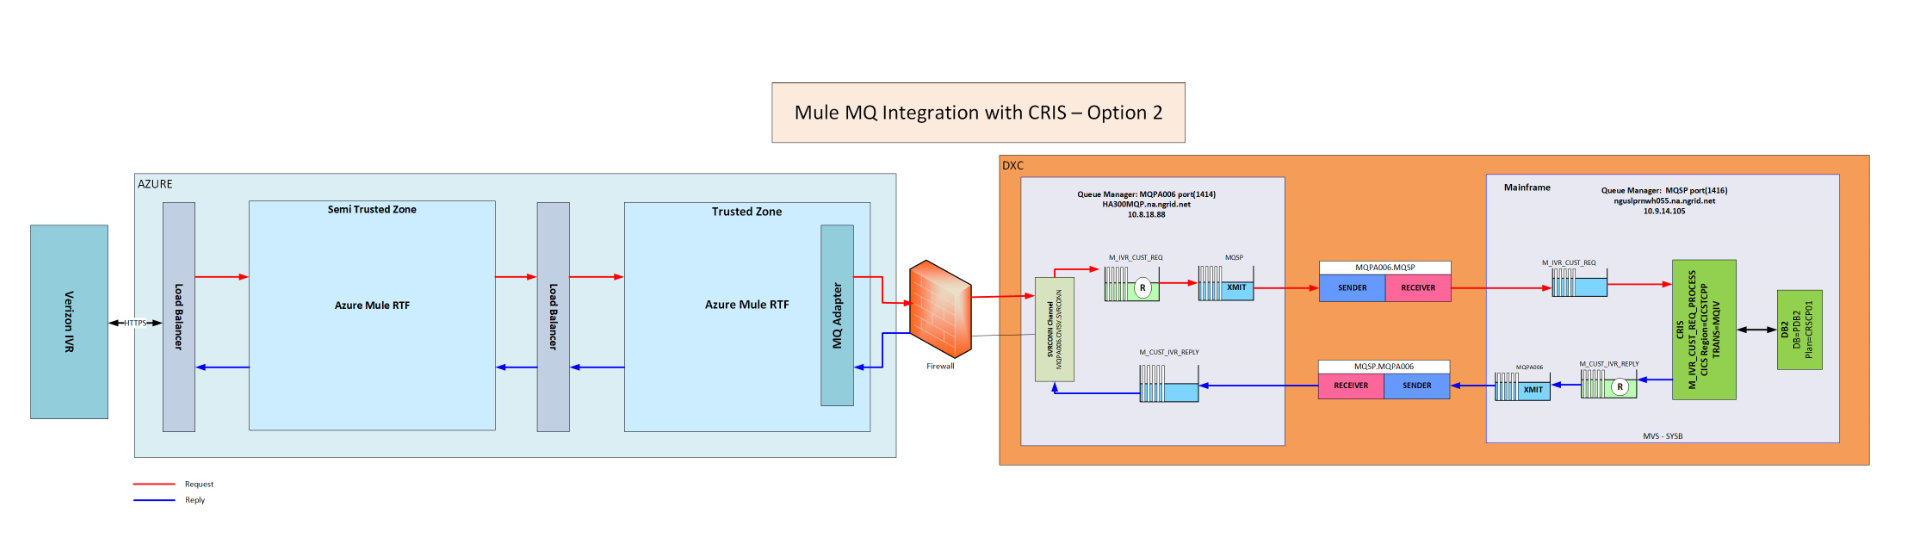 Mule MQ Integration with CRIS – Option 2
AZURE
Verizon IVR
HTTPS
Load Balancer
Semi Trusted Zone
Azure Mule RTF
Load Balancer
Trusted Zone
Azure Mule RTF
MQ Adapter
Firewall
DXC
Queue Manager: MQPA006 port(1414)
HA300MQP.na.ngrid.net
10.8.18.88
SVRCONN Channel
M_IVR_CUST_REQ
R
MQSP
XMIT
M_CUST_IVR_REPLY
MQPA006.MQSP
SENDER
RECEIVER
MQSP.MQPA006
RECEIVER
SENDER
Mainframe
Queue Manager: MQSP port(1416)
nguslprnwh055.na.ngrid.net
10.9.14.105
M_IVR_CUST_REQ
CRIS
M_IVR_CUST_REQ_PROCESS
CICS Region=CICSTCPP
TRANS=MQIV
DB2
DB=PDB2
Plan=CRSCP01
MQPA006
XMIT
M_CUST_IVR_REPLY
R
MVS - SYSB
Request
Reply